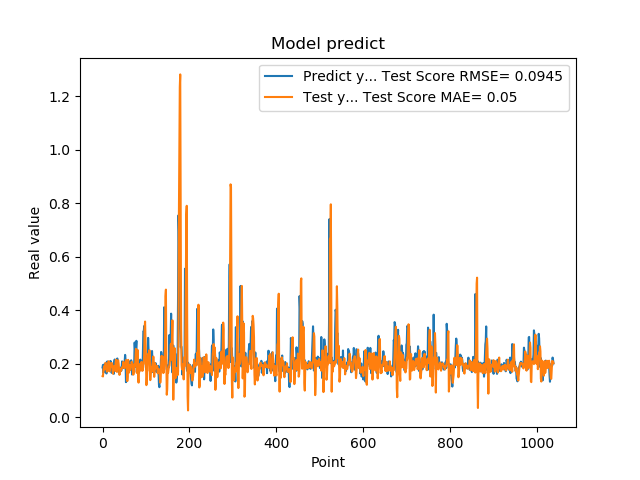 Model predict
Predict y... Test Score RMSE= 0.0945
Test y... Test Score MAE= 0.05
1.2
1.0
0.8
0.6
0.4
0.2
0.0
Real value
0 200 400 600 800 1000
Point